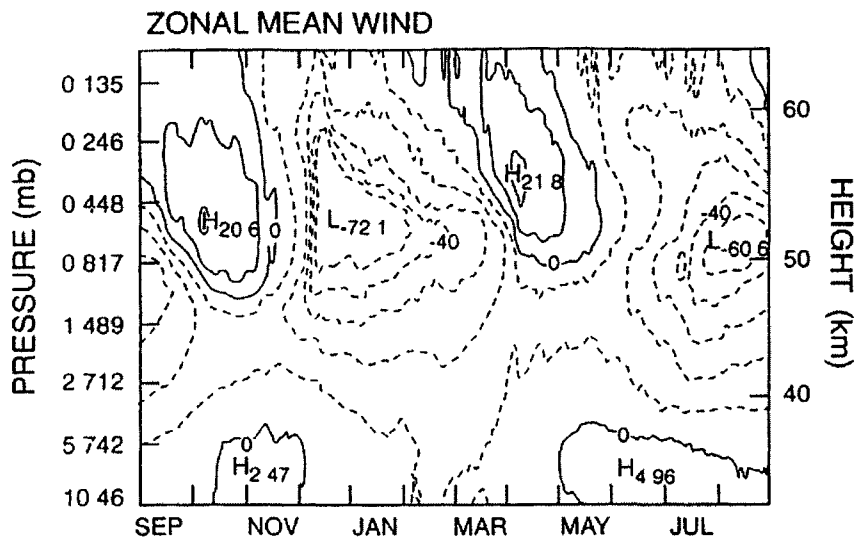 ZONAL MEAN WIND
PRESSURE (mb)
0 135
0 246
0 448
0 817
1 489
2 712
5 742
10 46
60
50
40
HEIGHT (km)
H20 6
0
L-72 1
-40
H21 8
0
-40
L-60 6
0
H2 47
0
H4 96
SEP NOV JAN MAR MAY JUL